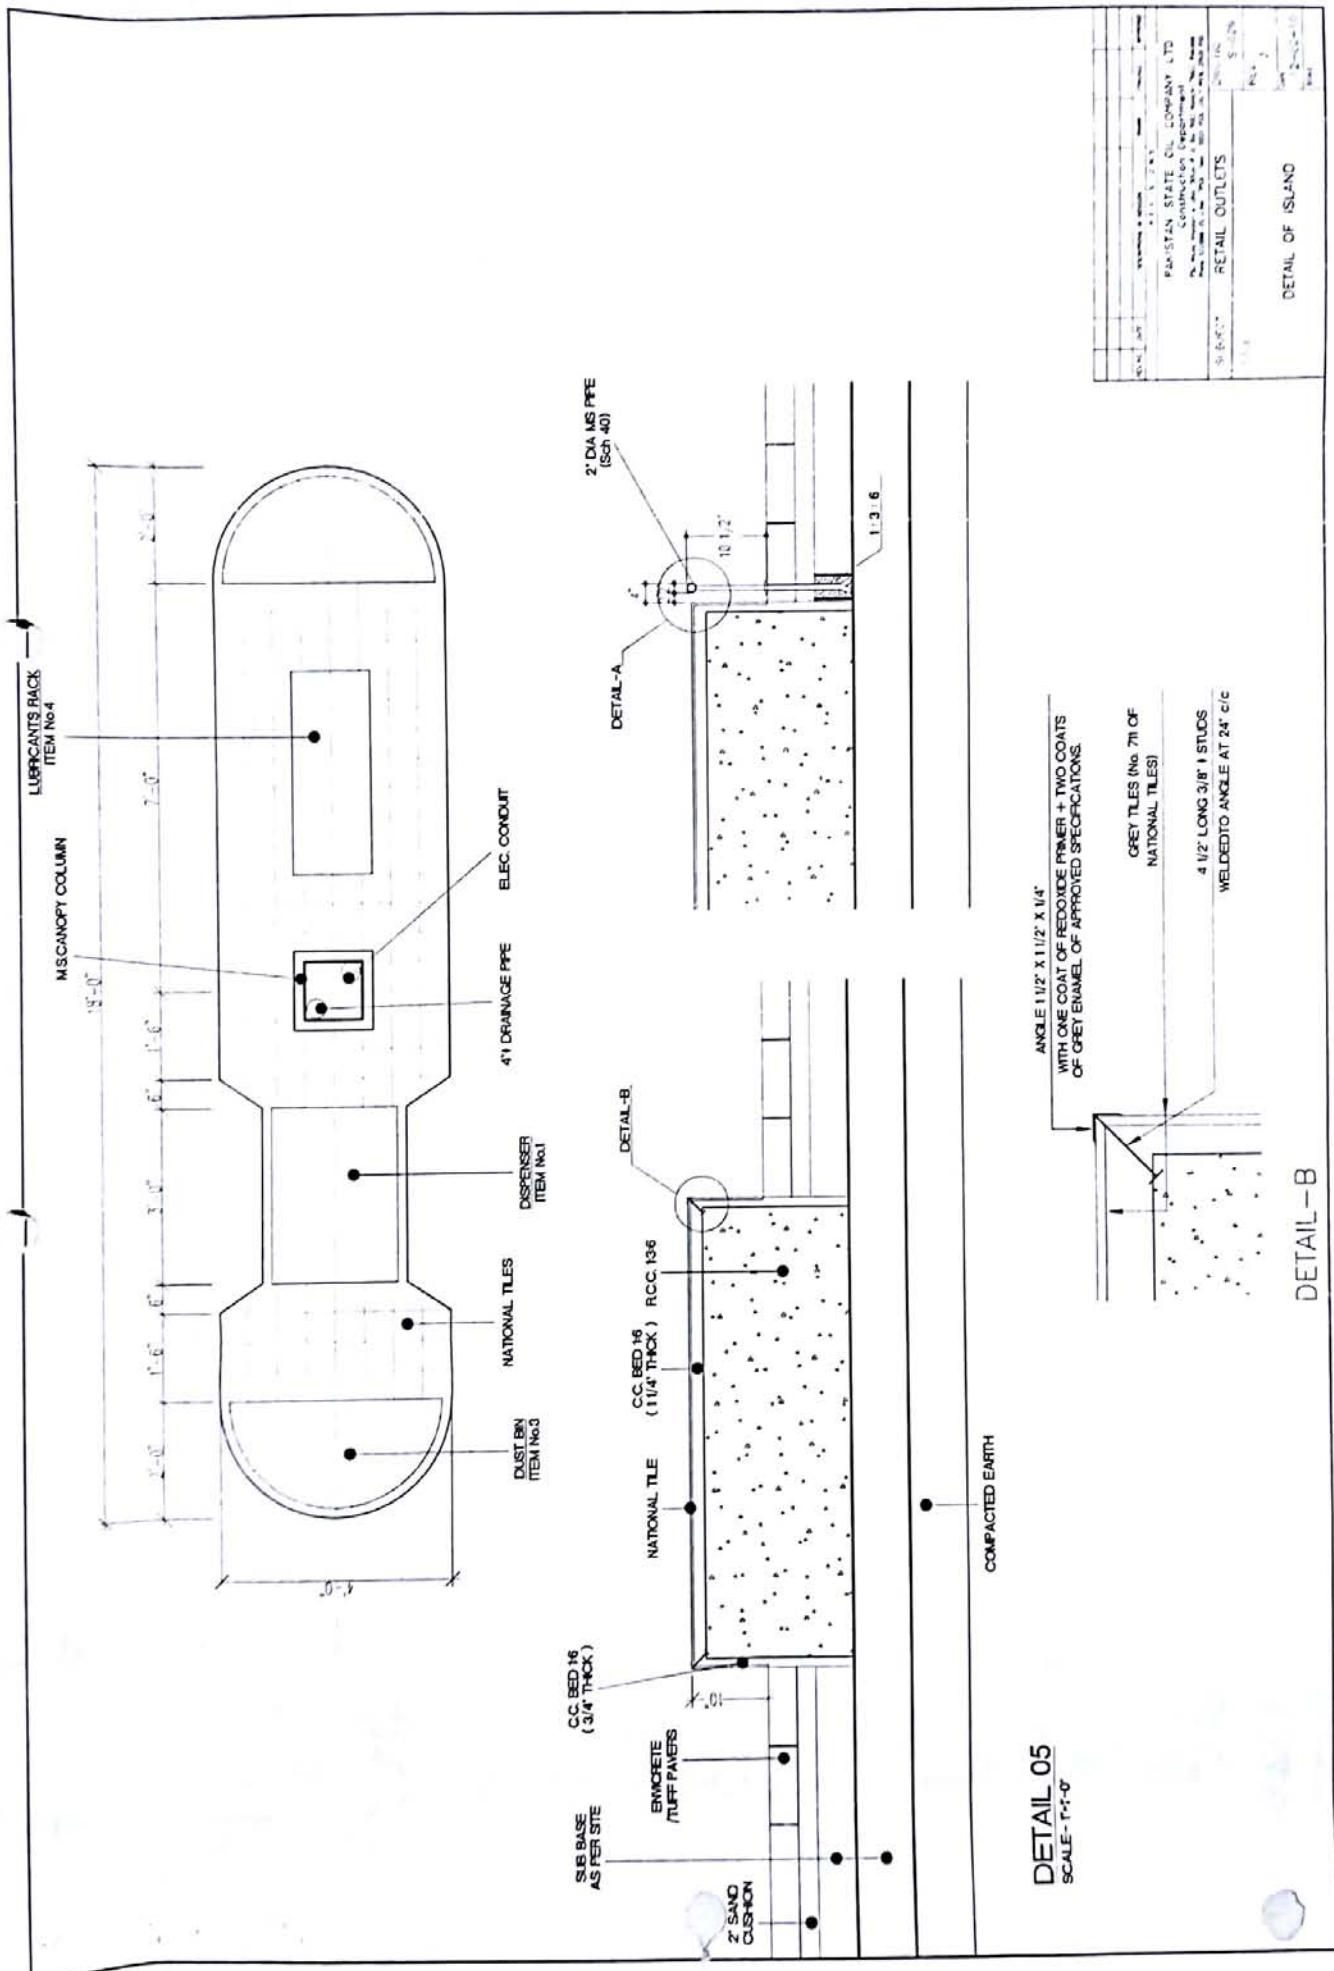 LUBRICANTS RACK
ITEM No.4
M.S.CANOPY COLUMN
18'-0"
2'-0"
1'-6"
6"
3'-0"
6"
1'-6"
7'-0"
2'-0"
4'-0"
DUST BIN
ITEM No.3
NATIONAL TILES
DISPENSER
ITEM No.1
4"| DRAINAGE PIPE
ELEC. CONDUIT
SUB BASE
AS PER SITE
2" SAND
CUSHION
ENVICRETE
/TUFF PAVERS
C.C. BED 1:6
( 3/4" THICK )
10"
NATIONAL TILE
C.C. BED 1:6
( 1 1/4" THICK )
R.C.C. 1:3:6
DETAIL-B
COMPACTED EARTH
DETAIL-A
2" DIA MS PIPE
(Sch 40)
4"
10 1/2"
1:3:6
DETAIL 05
SCALE- 1"-1'-0"
ANGLE 1 1/2" X 1 1/2" X 1/4"
WITH ONE COAT OF REDOXIDE PRIMER + TWO COATS
OF GREY ENAMEL OF APPROVED SPECIFICATIONS.
GREY TILES (No. 711 OF
NATIONAL TILES)
4 1/2" LONG 3/8" | STUDS
WELDEDTO ANGLE AT 24" c/c
DETAIL-B
PAKISTAN STATE OIL COMPANY LTD
Construction Department
SUBJECT
RETAIL OUTLETS
DETAIL OF ISLAND